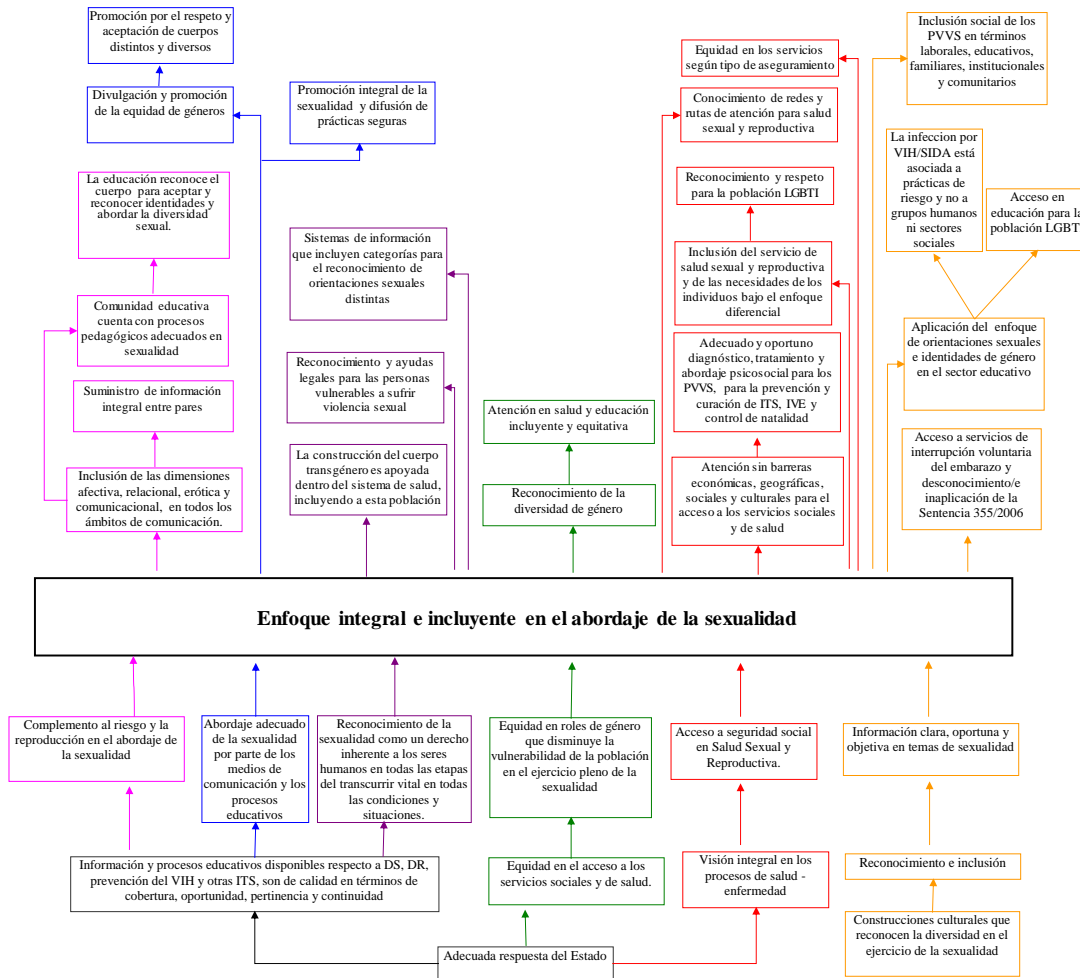 Promoción por el respeto y
aceptación de cuerpos
distintos y diversos
Divulgación y promoción
de la equidad de géneros
Promoción integral de la
sexualidad y difusión de
prácticas seguras
Equidad en los servicios
según tipo de aseguramiento
Conocimiento de redes y
rutas de atención para salud
sexual y reproductiva
Inclusión social de los
PVVS en términos
laborales, educativos,
familiares, institucionales
y comunitarios
La educación reconoce el
cuerpo para aceptar y
reconocer identidades y
abordar la diversidad
sexual.
Reconocimiento y respeto
para la población LGBTI
La infeccion por
VIH/SIDA está
asociada a
prácticas de
riesgo y no a
grupos humanos
ni sectores
sociales
Acceso en
educación para la
población LGBT
Sistemas de información
que incluyen categorías para
el reconocimiento de
orientaciones sexuales
distintas
Inclusión del servicio de
salud sexual y reproductiva
y de las necesidades de los
individuos bajo el enfoque
diferencial
Comunidad educativa
cuenta con procesos
pedagógicos adecuados en
sexualidad
Reconocimiento y ayudas
legales para las personas
vulnerables a sufrir
violencia sexual
Adecuado y oportuno
diagnóstico, tratamiento y
abordaje psicosocial para los
PVVS, para la prevención y
curación de ITS, IVE y
control de natalidad
Aplicación del enfoque
de orientaciones sexuales
e identidades de género
en el sector educativo
Suministro de información
integral entre pares
Atención en salud y educación
incluyente y equitativa
Inclusión de las dimensiones
afectiva, relacional, erótica y
comunicacional, en todos los
ámbitos de comunicación.
La construcción del cuerpo
transgénero es apoyada
dentro del sistema de salud,
incluyendo a esta población
Reconocimiento de la
diversidad de género
Atención sin barreras
económicas, geográficas,
sociales y culturales para el
acceso a los servicios sociales
y de salud
Acceso a servicios de
interrupción voluntaria
del embarazo y
desconocimiento/e
inaplicación de la
Sentencia 355/2006
Enfoque integral e incluyente en el abordaje de la sexualidad
Complemento al riesgo y la
reproducción en el abordaje de
la sexualidad
Abordaje adecuado
de la sexualidad
por parte de los
medios de
comunicación y los
procesos
educativos
Reconocimiento de la
sexualidad como un derecho
inherente a los seres
humanos en todas las etapas
del transcurrir vital en todas
las condiciones y
situaciones.
Equidad en roles de género
que disminuye la
vulnerabilidad de la población
en el ejercicio pleno de la
sexualidad
Acceso a seguridad social
en Salud Sexual y
Reproductiva.
Información clara, oportuna y
objetiva en temas de sexualidad
Información y procesos educativos disponibles respecto a DS, DR,
prevención del VIH y otras ITS, son de calidad en términos de
cobertura, oportunidad, pertinencia y continuidad
Equidad en el acceso a los
servicios sociales y de salud.
Visión integral en los
procesos de salud -
enfermedad
Reconocimiento e inclusión
Construcciones culturales que
reconocen la diversidad en el
ejercicio de la sexualidad
Adecuada respuesta del Estado